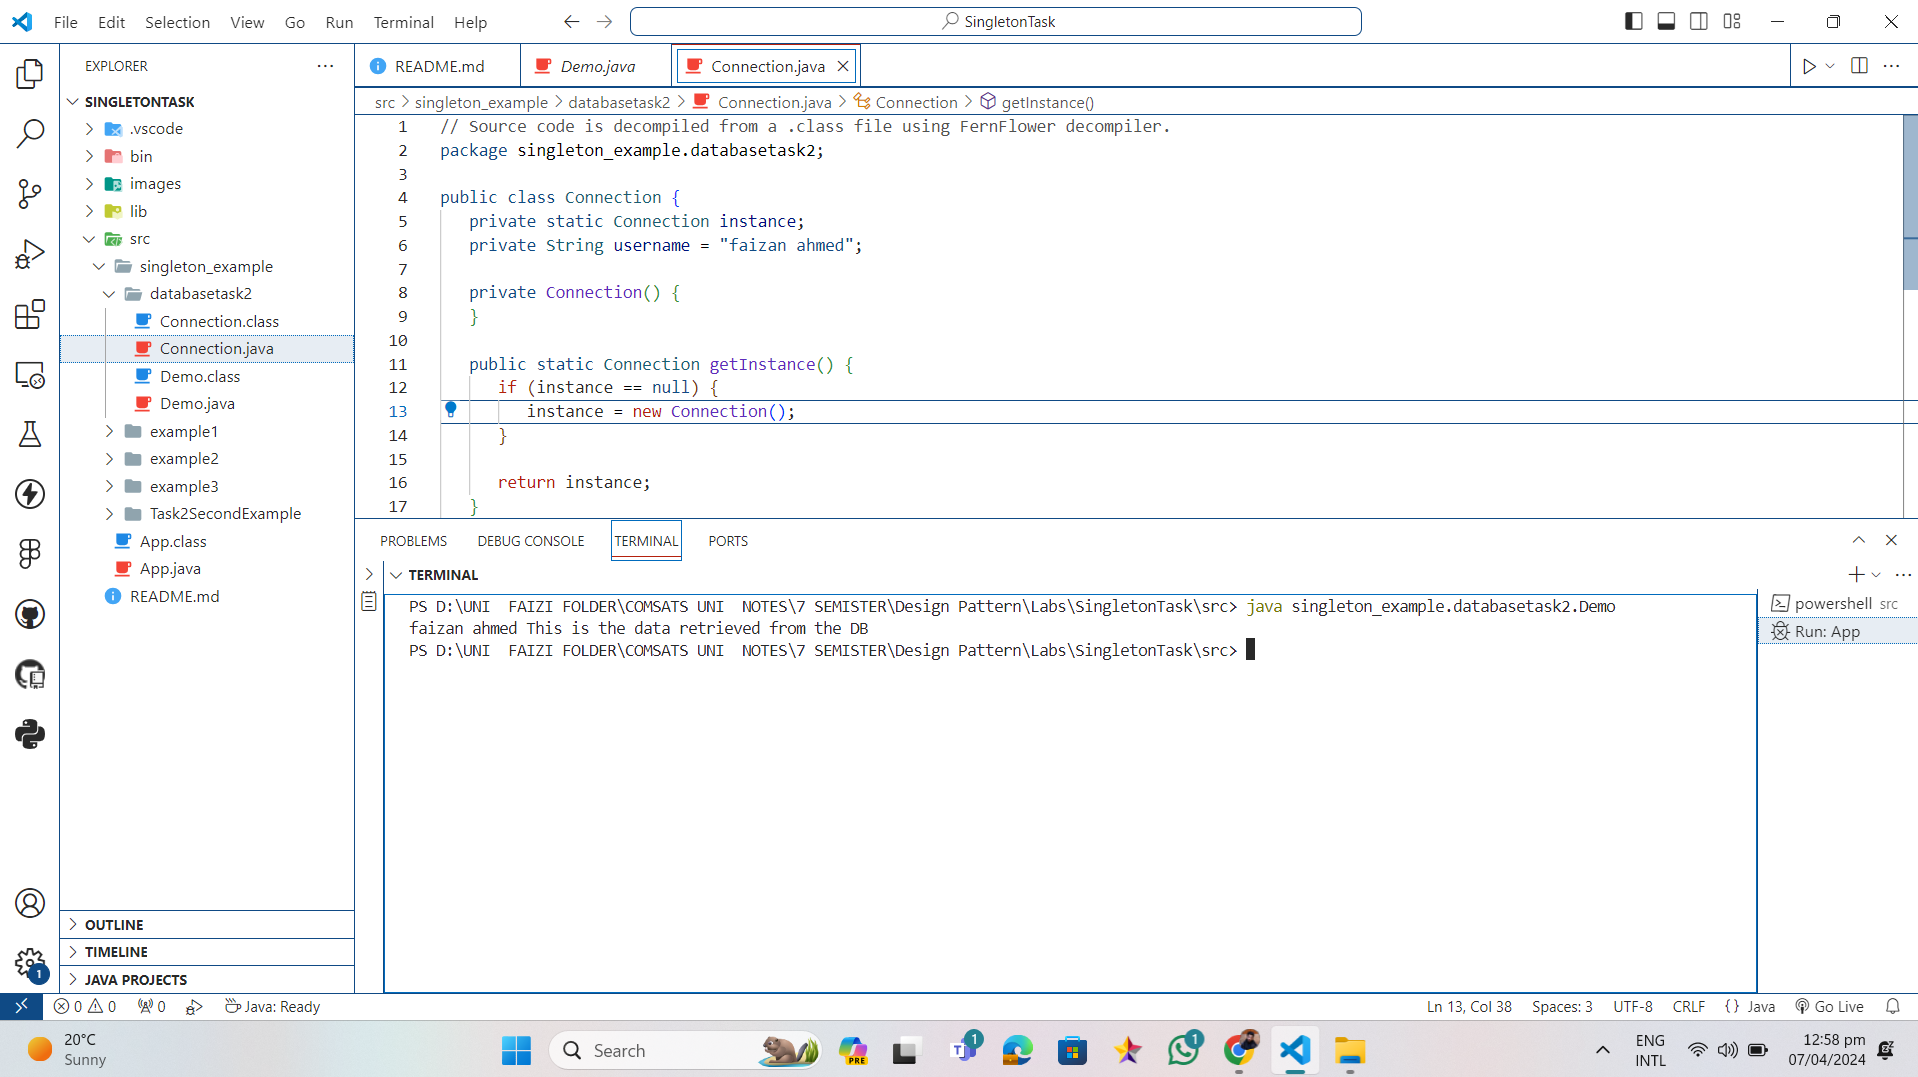 File Edit Selection View Go Run Terminal Help
SingletonTask
EXPLORER
SINGLETONTASK
.vscode
bin
images
lib
src
singleton_example
databasetask2
Connection.class
Connection.java
Demo.class
Demo.java
example1
example2
example3
Task2SecondExample
App.class
App.java
README.md
OUTLINE
TIMELINE
JAVA PROJECTS
README.md Demo.java Connection.java
src > singleton_example > databasetask2 > Connection.java > Connection > getInstance()
1 // Source code is decompiled from a .class file using FernFlower decompiler.
2 package singleton_example.databasetask2;
3
4 public class Connection {
5 private static Connection instance;
6 private String username = "faizan ahmed";
7
8 private Connection() {
9 }
10
11 public static Connection getInstance() {
12 if (instance == null) {
13 instance = new Connection();
14 }
15
16 return instance;
17 }
PROBLEMS DEBUG CONSOLE TERMINAL PORTS
TERMINAL
PS D:\UNI  FAIZI FOLDER\COMSATS UNI  NOTES\7 SEMISTER\Design Pattern\Labs\SingletonTask\src> java singleton_example.databasetask2.Demo
faizan ahmed This is the data retrieved from the DB
PS D:\UNI  FAIZI FOLDER\COMSATS UNI  NOTES\7 SEMISTER\Design Pattern\Labs\SingletonTask\src>
powershell src
Run: App
1
0 0 0 Java: Ready
Ln 13, Col 38 Spaces: 3 UTF-8 CRLF {} Java Go Live
20°C
Sunny
Search
PRE
1
1
ENG
INTL
12:58 pm
07/04/2024